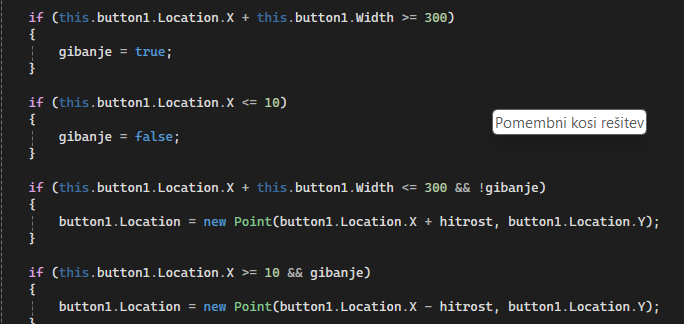 if (this.button1.Location.X + this.button1.Width >= 300)
{
gibanje = true;
}
if (this.button1.Location.X <= 10)
{
Pomembni kosi rešitev
gibanje = false;
}
if (this.button1.Location.X + this.button1.Width <= 300 && !gibanje)
{
button1.Location = new Point(button1.Location.X + hitrost, button1.Location.Y);
}
if (this.button1.Location.X >= 10 && gibanje)
{
button1.Location = new Point(button1.Location.X - hitrost, button1.Location.Y);
}